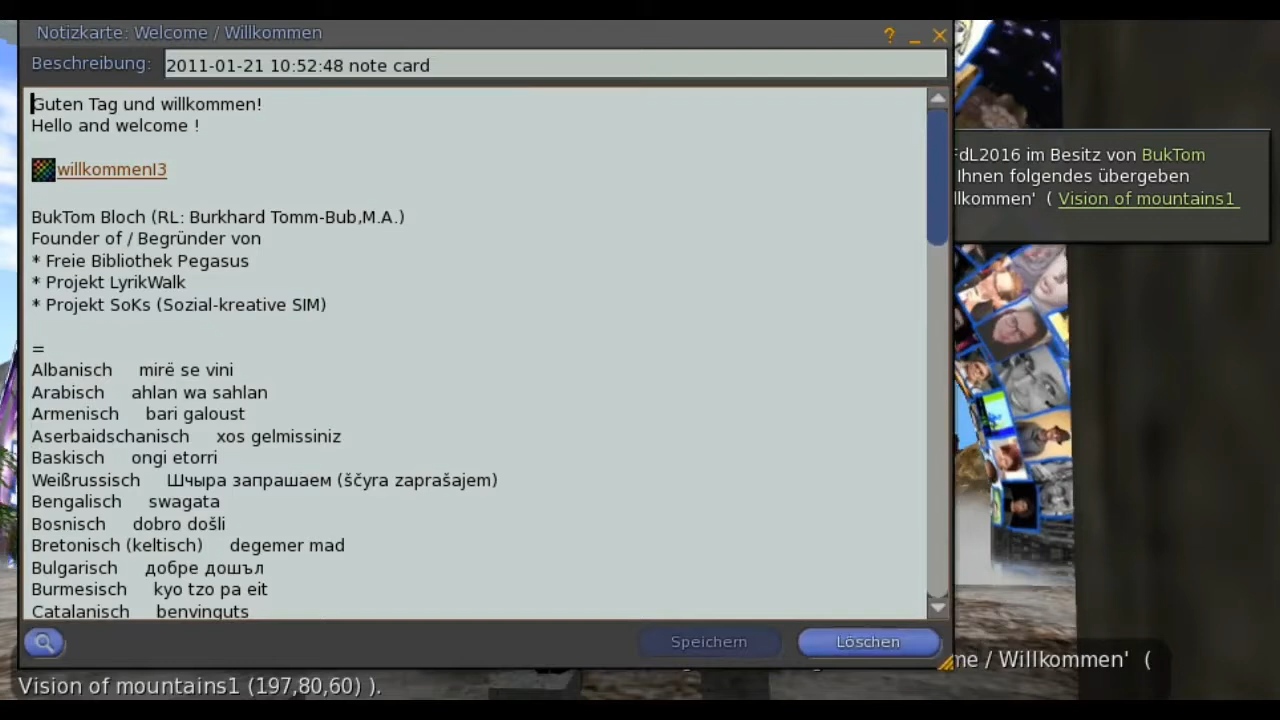 Notizkarte: Welcome / Willkommen
Beschreibung: 2011-01-21 10:52:48 note card
Guten Tag und willkommen!
Hello and welcome !
willkommenI3
BukTom Bloch (RL: Burkhard Tomm-Bub,M.A.)
Founder of / Begründer von
* Freie Bibliothek Pegasus
* Projekt LyrikWalk
* Projekt SoKs (Sozial-kreative SIM)
=
Albanisch mirë se vini
Arabisch ahlan wa sahlan
Armenisch bari galoust
Aserbaidschanisch xos gelmissiniz
Baskisch ongi etorri
Weißrussisch Шчыра запрашаем (ščyra zaprašajem)
Bengalisch swagata
Bosnisch dobro došli
Bretonisch (keltisch) degemer mad
Bulgarisch добре дошъл
Burmesisch kyo tzo pa eit
Catalanisch benvinguts
Speichern Löschen
FdL2016 im Besitz von BukTom
Ihnen folgendes übergeben
llkommen' ( Vision of mountains1
me / Willkommen' (
Vision of mountains1 (197,80,60) ).